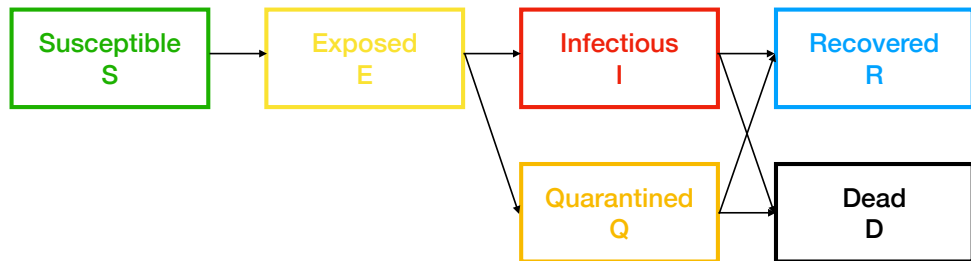 Susceptible
S
Exposed
E
Infectious
I
Recovered
R
Quarantined
Q
Dead
D